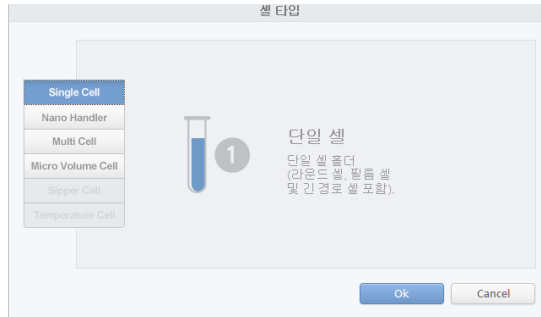 셀 타입
Single Cell
Nano Handler
Multi Cell
Micro Volume Cell
Sipper Cell
Temperature Cell
1
단일 셀
단일 셀 홀더
(라운드 셀, 필름 셀
및 긴 경로 셀 포함).
Ok
Cancel